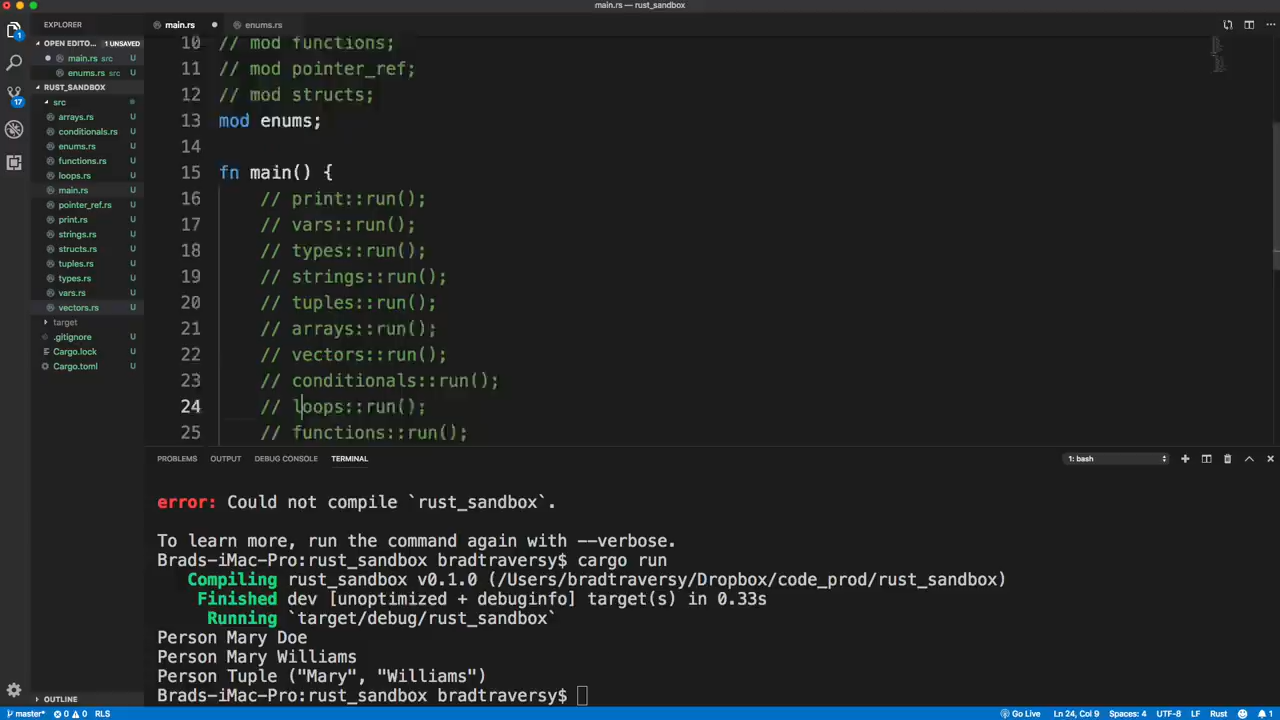 main.rs — rust_sandbox
EXPLORER
main.rs
enums.rs
OPEN EDITO... 1 UNSAVED
main.rs src
enums.rs src
RUST_SANDBOX
src
arrays.rs U
conditionals.rs U
enums.rs U
functions.rs U
loops.rs U
main.rs U
pointer_ref.rs U
print.rs U
strings.rs U
structs.rs U
tuples.rs U
types.rs U
vars.rs U
vectors.rs U
target
.gitignore U
Cargo.lock U
Cargo.toml U
OUTLINE
1
17
10 // mod functions;
11 // mod pointer_ref;
12 // mod structs;
13 mod enums;
14
15 fn main() {
16 // print::run();
17 // vars::run();
18 // types::run();
19 // strings::run();
20 // tuples::run();
21 // arrays::run();
22 // vectors::run();
23 // conditionals::run();
24 // loops::run();
25 // functions::run();
PROBLEMS OUTPUT DEBUG CONSOLE TERMINAL 1: bash
error: Could not compile `rust_sandbox`.
To learn more, run the command again with --verbose.
Brads-iMac-Pro:rust_sandbox bradtraversy$ cargo run
Compiling rust_sandbox v0.1.0 (/Users/bradtraversy/Dropbox/code_prod/rust_sandbox)
Finished dev [unoptimized + debuginfo] target(s) in 0.33s
Running `target/debug/rust_sandbox`
Person Mary Doe
Person Mary Williams
Person Tuple ("Mary", "Williams")
Brads-iMac-Pro:rust_sandbox bradtraversy$
master* 0 0 RLS Go Live Ln 24, Col 9 Spaces: 4 UTF-8 LF Rust 1